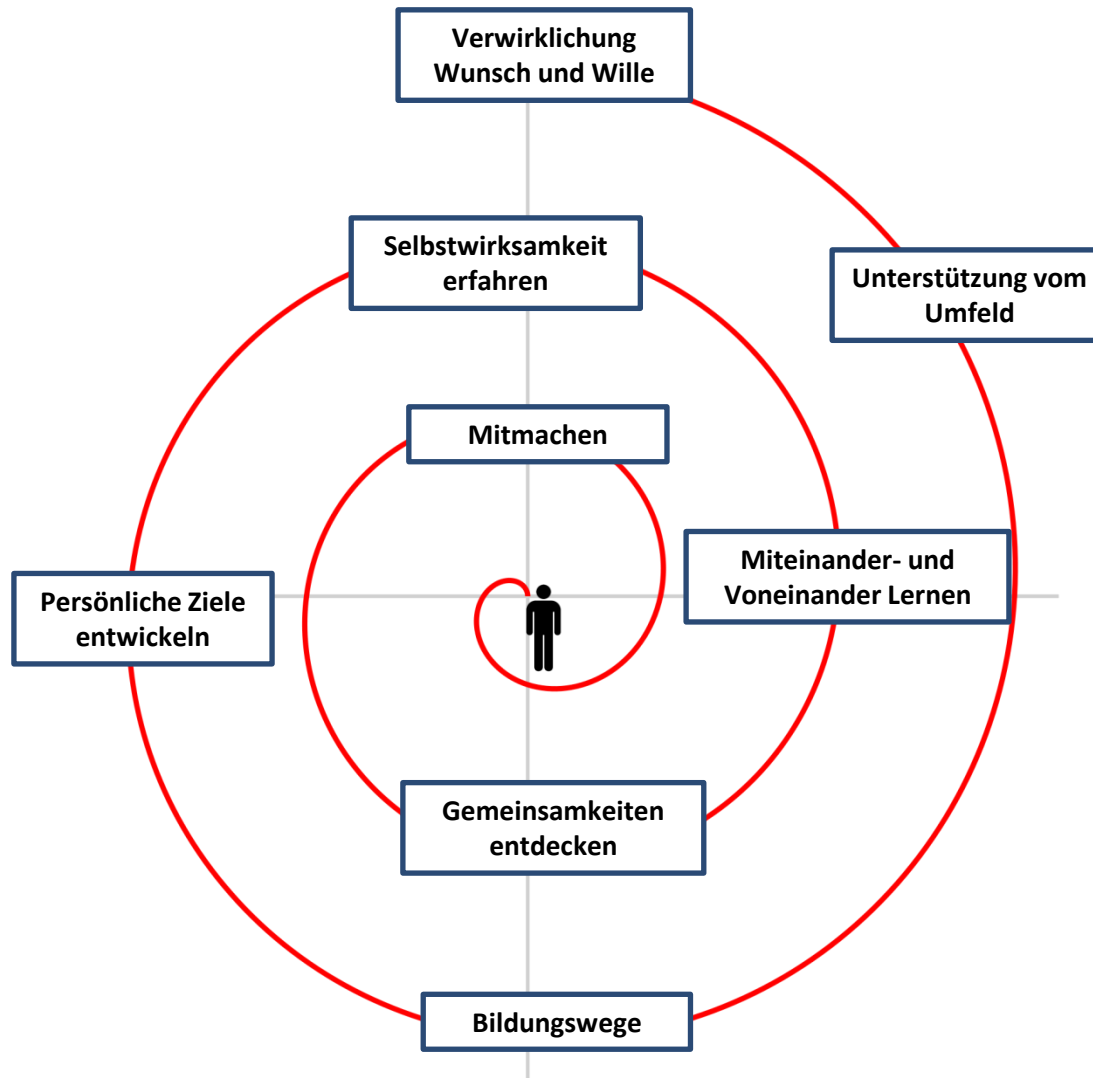 Verwirklichung
Wunsch und Wille
Selbstwirksamkeit
erfahren
Unterstützung vom
Umfeld
Mitmachen
Miteinander- und
Voneinander Lernen
Persönliche Ziele
entwickeln
Gemeinsamkeiten
entdecken
Bildungswege